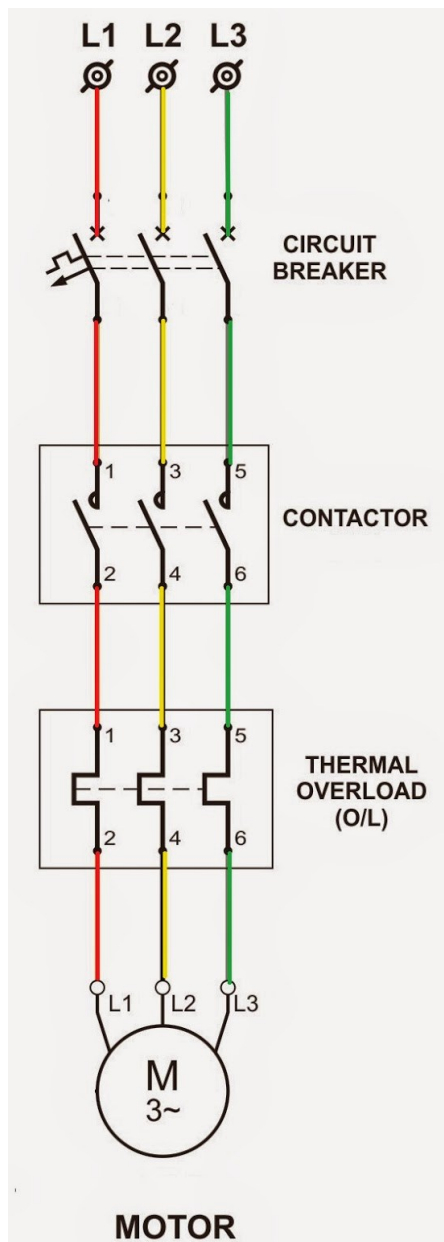 L1 L2 L3
CIRCUIT
BREAKER
1 3 5
CONTACTOR
2 4 6
1 3 5
THERMAL
OVERLOAD
(O/L)
2 4 6
L1 L2 L3
M
3~
MOTOR